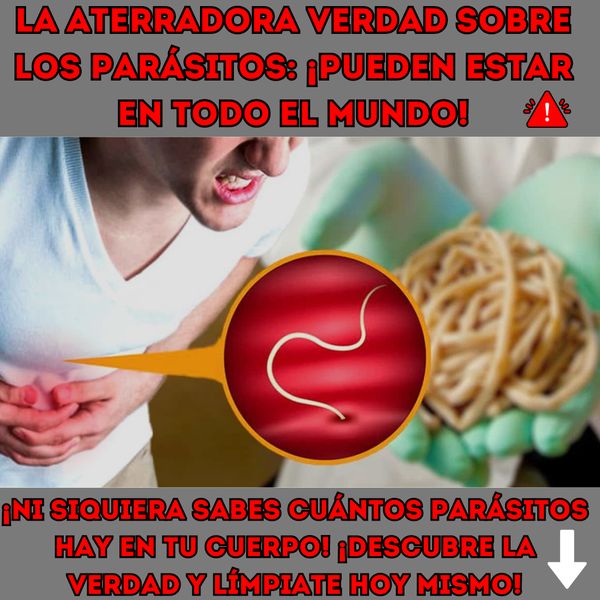 LA ATERRADORA VERDAD SOBRE
LOS PARÁSITOS: ¡PUEDEN ESTAR
EN TODO EL MUNDO!
¡NI SIQUIERA SABES CUÁNTOS PARÁSITOS
HAY EN TU CUERPO! ¡DESCUBRE LA
VERDAD Y LÍMPIATE HOY MISMO!